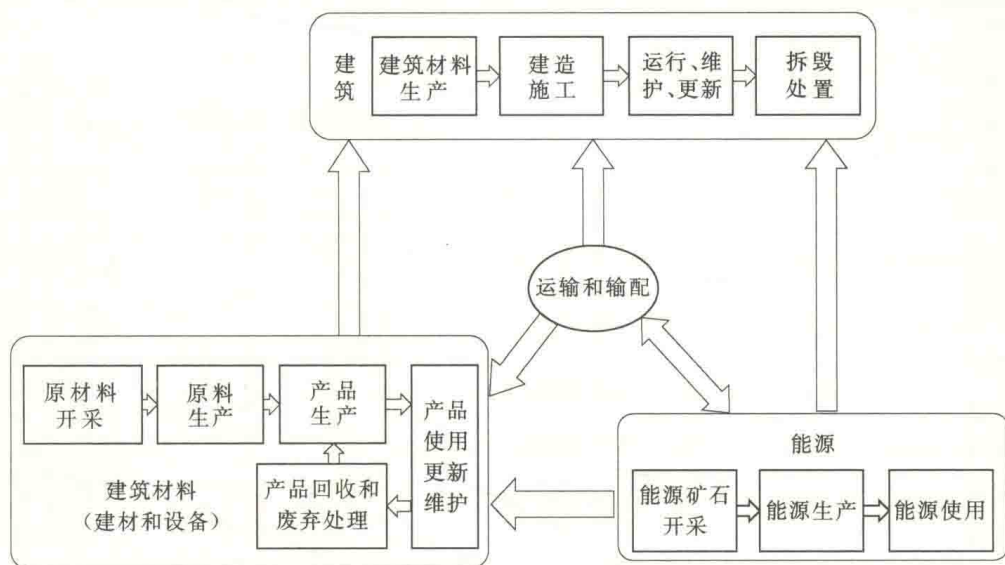 建筑
建筑材料
生产
建造
施工
运行、维
护、更新
拆毁
处置
运输和输配
原材料
开采
原料
生产
产品
生产
产品
使用
更新
维护
产品回收和
废弃处理
建筑材料
（建材和设备）
能源
能源矿石
开采
能源生产
能源使用